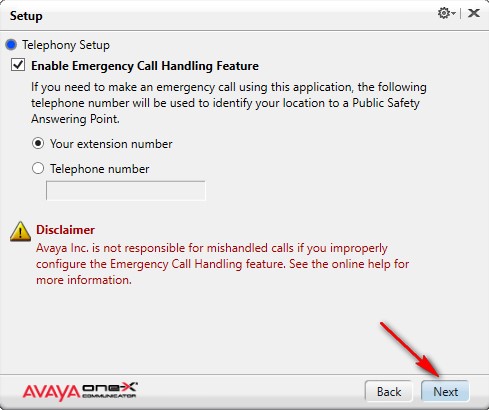 Setup
Telephony Setup
Enable Emergency Call Handling Feature
If you need to make an emergency call using this application, the following
telephone number will be used to identify your location to a Public Safety
Answering Point.
Your extension number
Telephone number
Disclaimer
Avaya Inc. is not responsible for mishandled calls if you improperly
configure the Emergency Call Handling feature. See the online help for
more information.
AVAYA one-X®
COMMUNICATOR
Back
Next